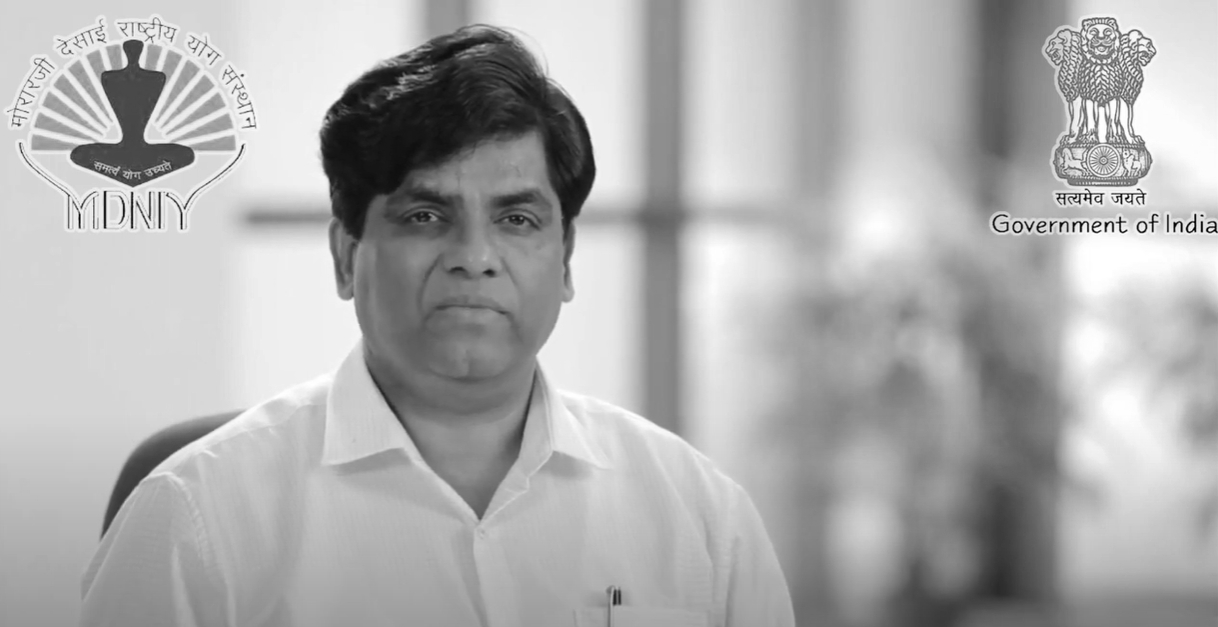 मोरारजी देसाई राष्ट्रीय योग संस्थान
समत्वं योग उच्यते
MDNIY
सत्यमेव जयते
Government of India